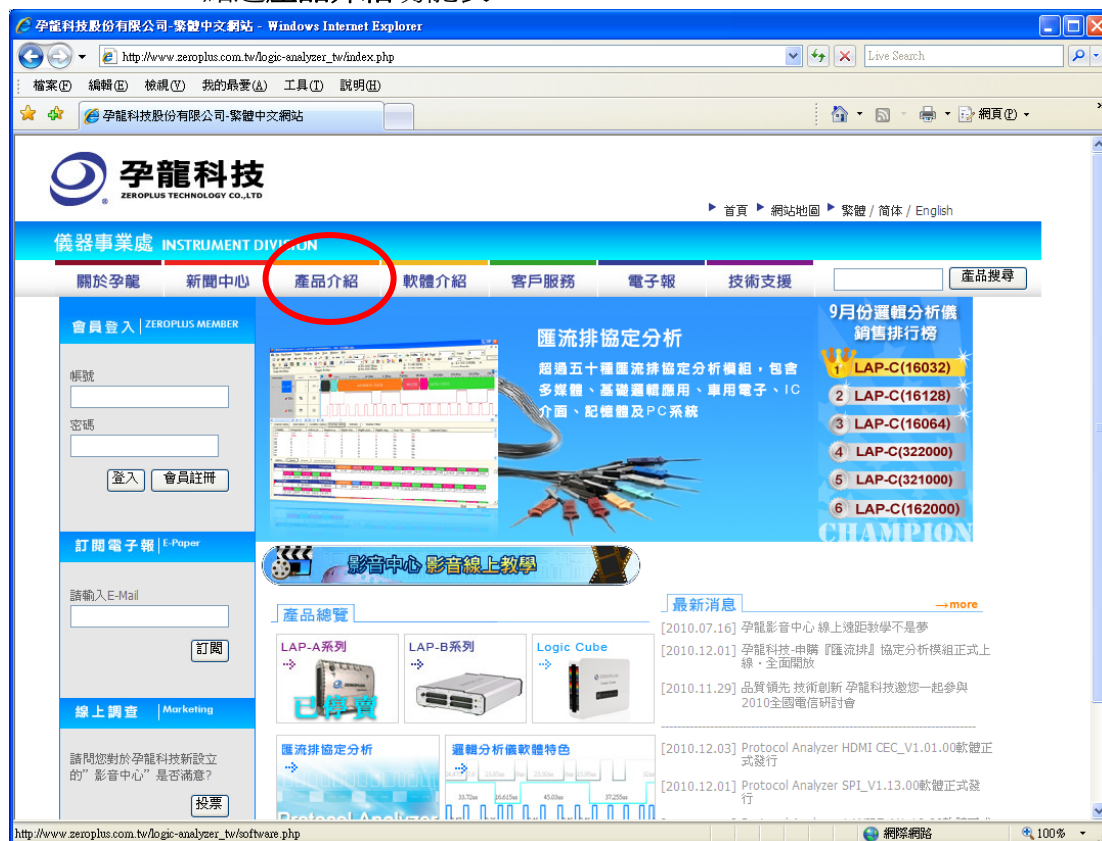 孕龍科技股份有限公司-繁體中文網站 - Windows Internet Explorer
http://www.zeroplus.com.tw/logic-analyzer_tw/index.php
Live Search
檔案(F) 編輯(E) 檢視(V) 我的最愛(A) 工具(T) 說明(H)
孕龍科技股份有限公司-繁體中文網站
網頁(P)
孕龍科技
ZEROPLUS TECHNOLOGY CO.,LTD
首頁 網站地圖 繁體 / 简体 / English
儀器事業處 INSTRUMENT DIVISION
關於孕龍 新聞中心 產品介紹 軟體介紹 客戶服務 電子報 技術支援 產品搜尋
會員登入 ZEROPLUS MEMBER
帳號
密碼
登入 會員註冊
匯流排協定分析
超過五十種匯流排協定分析模組,包含
多媒體、基礎邏輯應用、車用電子、IC
介面、記憶體及PC系統
9月份邏輯分析儀
銷售排行榜
1 LAP-C(16032)
2 LAP-C(16128)
3 LAP-C(16064)
4 LAP-C(322000)
5 LAP-C(321000)
6 LAP-C(162000)
CHAMPION
訂閱電子報 E-Paper
請輸入E-Mail
訂閱
影音中心 影音線上教學
產品總覽
LAP-A系列
已停賣
LAP-B系列
Logic Cube
匯流排協定分析
Protocol Analyzer
邏輯分析儀軟體特色
最新消息 →more
[2010.07.16] 孕龍影音中心 線上遠距教學不是夢
[2010.12.01] 孕龍科技-申購『匯流排』協定分析模組正式上
線・全面開放
[2010.11.29] 品質領先 技術創新 孕龍科技邀您一起參與
2010全國電信研討會
[2010.12.03] Protocol Analyzer HDMI CEC_V1.01.00軟體正
式發行
[2010.12.01] Protocol Analyzer SPI_V1.13.00軟體正式發
行
線上調查 Marketing
請問您對於孕龍科技新設立
的”影音中心”是否滿意?
投票
http://www.zeroplus.com.tw/logic-analyzer_tw/software.php
網際網路
100%